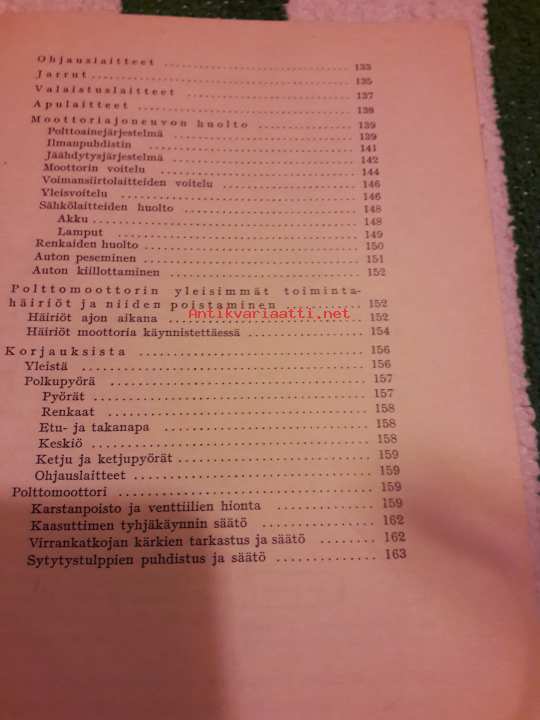 Ohjauslaitteet ........ 133
Jarrut ........ 135
Valaistuslaitteet ........ 137
Apulaitteet ........ 138
Moottoriajoneuvon huolto ........ 139
Polttoainejärjestelmä ........ 139
Ilmanpuhdistin ........ 141
Jäähdytysjärjestelmä ........ 142
Moottorin voitelu ........ 144
Voimansiirtolaitteiden voitelu ........ 146
Yleisvoitelu ........ 146
Sähkölaitteiden huolto ........ 148
Akku ........ 148
Lamput ........ 149
Renkaiden huolto ........ 150
Auton peseminen ........ 151
Auton kiillottaminen ........ 152
Polttomoottorin yleisimmät toiminta-
häiriöt ja niiden poistaminen ........ 152
Häiriöt ajon aikana ........ 152
Antikvariaatti.net
Häiriöt moottoria käynnistettäessä ........ 154
Korjauksista ........ 156
Yleistä ........ 156
Polkupyörä ........ 157
Pyörät ........ 157
Renkaat ........ 158
Etu- ja takanapa ........ 158
Keskiö ........ 158
Ketju ja ketjupyörät ........ 159
Ohjauslaitteet ........ 159
Polttomoottori ........ 159
Karstanpoisto ja venttiilien hionta ........ 159
Kaasuttimen tyhjäkäynnin säätö ........ 162
Virrankatkojan kärkien tarkastus ja säätö ........ 162
Sytytystulppien puhdistus ja säätö ........ 163